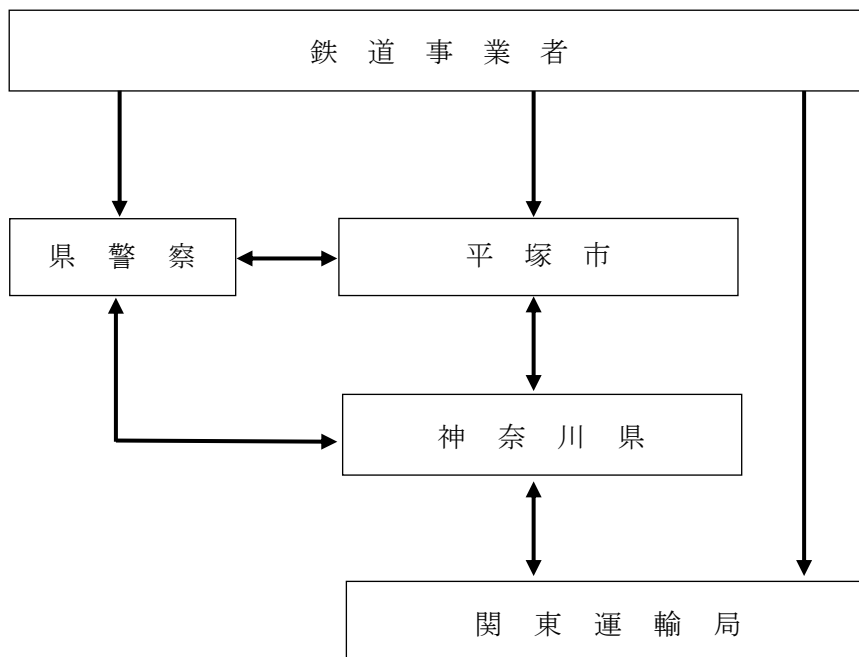 鉄道事業者
県警察
平塚市
神奈川県
関東運輸局